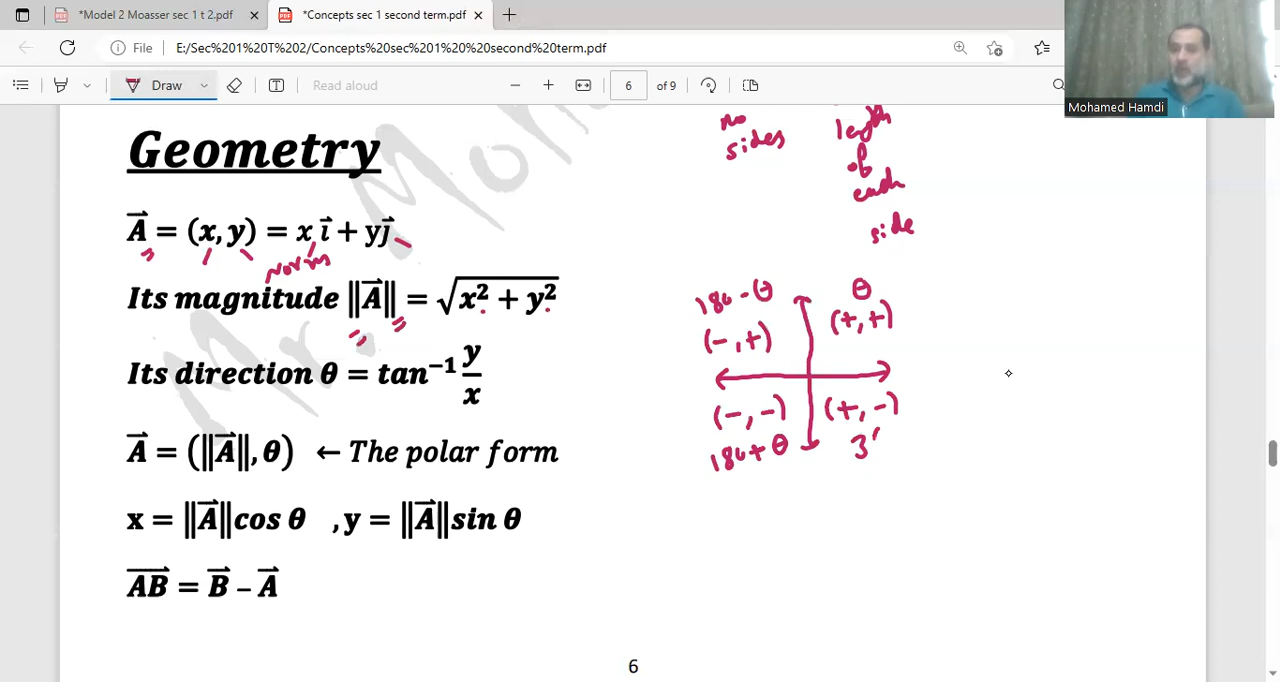 *Model 2 Moasser sec 1 t 2.pdf
*Concepts sec 1 second term.pdf
File
E:/Sec%201%20T%202/Concepts%20sec%201%20%20second%20term.pdf
Draw
Read aloud
6 of 9
Mohamed Hamdi
no
sides
length
of
each
side
Geometry
A⃗ = (x, y) = x i⃗ + yj⃗
Norm
Its magnitude ‖A⃗‖ = √(x² + y²)
Its direction θ = tan⁻¹ y/x
A⃗ = (‖A⃗‖, θ) ← The polar form
x = ‖A⃗‖cos θ , y = ‖A⃗‖sin θ
AB⃗ = B⃗ – A⃗
180 - θ
θ
(-, +)
(+, +)
(-, -)
(+, -)
180 + θ
3
6